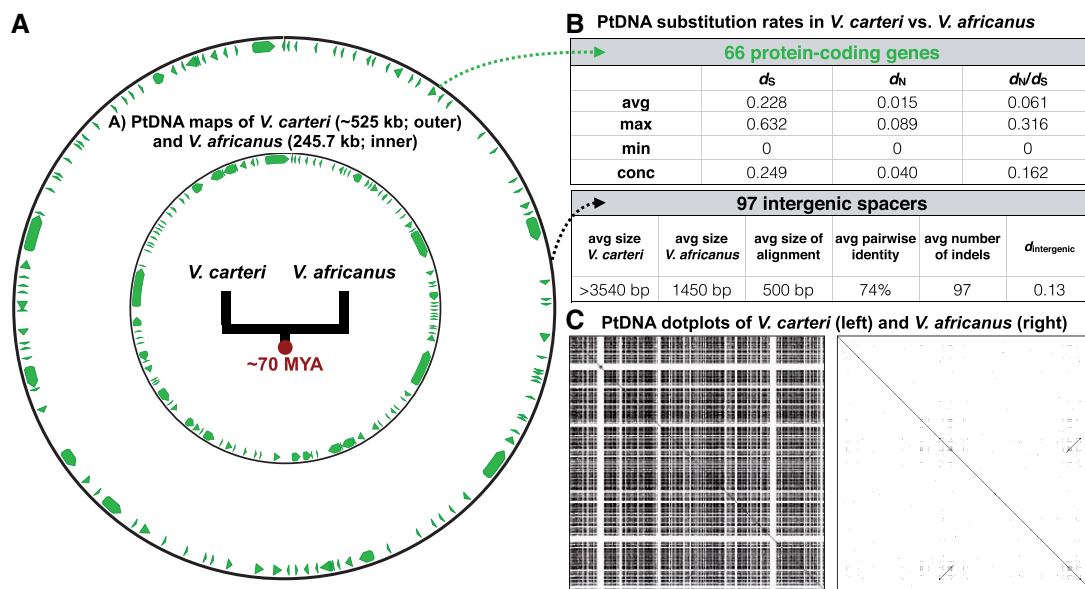 A
A) PtDNA maps of V. carteri (~525 kb; outer)
and V. africanus (245.7 kb; inner)
V. carteri V. africanus
~70 MYA
B PtDNA substitution rates in V. carteri vs. V. africanus
66 protein-coding genes
dS dN dN/dS
avg 0.228 0.015 0.061
max 0.632 0.089 0.316
min 0 0 0
conc 0.249 0.040 0.162
97 intergenic spacers
avg size avg size avg size of avg pairwise avg number dintergenic
V. carteri V. africanus alignment identity of indels
>3540 bp 1450 bp 500 bp 74% 97 0.13
C PtDNA dotplots of V. carteri (left) and V. africanus (right)